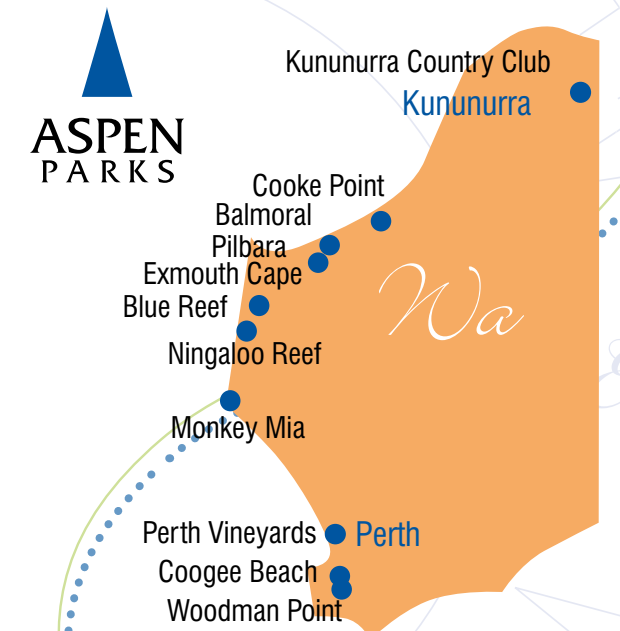 ASPEN
PARKS
Kununurra Country Club
Kununurra
Cooke Point
Balmoral
Pilbara
Exmouth Cape
Blue Reef
Ningaloo Reef
Monkey Mia
Wa
Perth Vineyards
Perth
Coogee Beach
Woodman Point